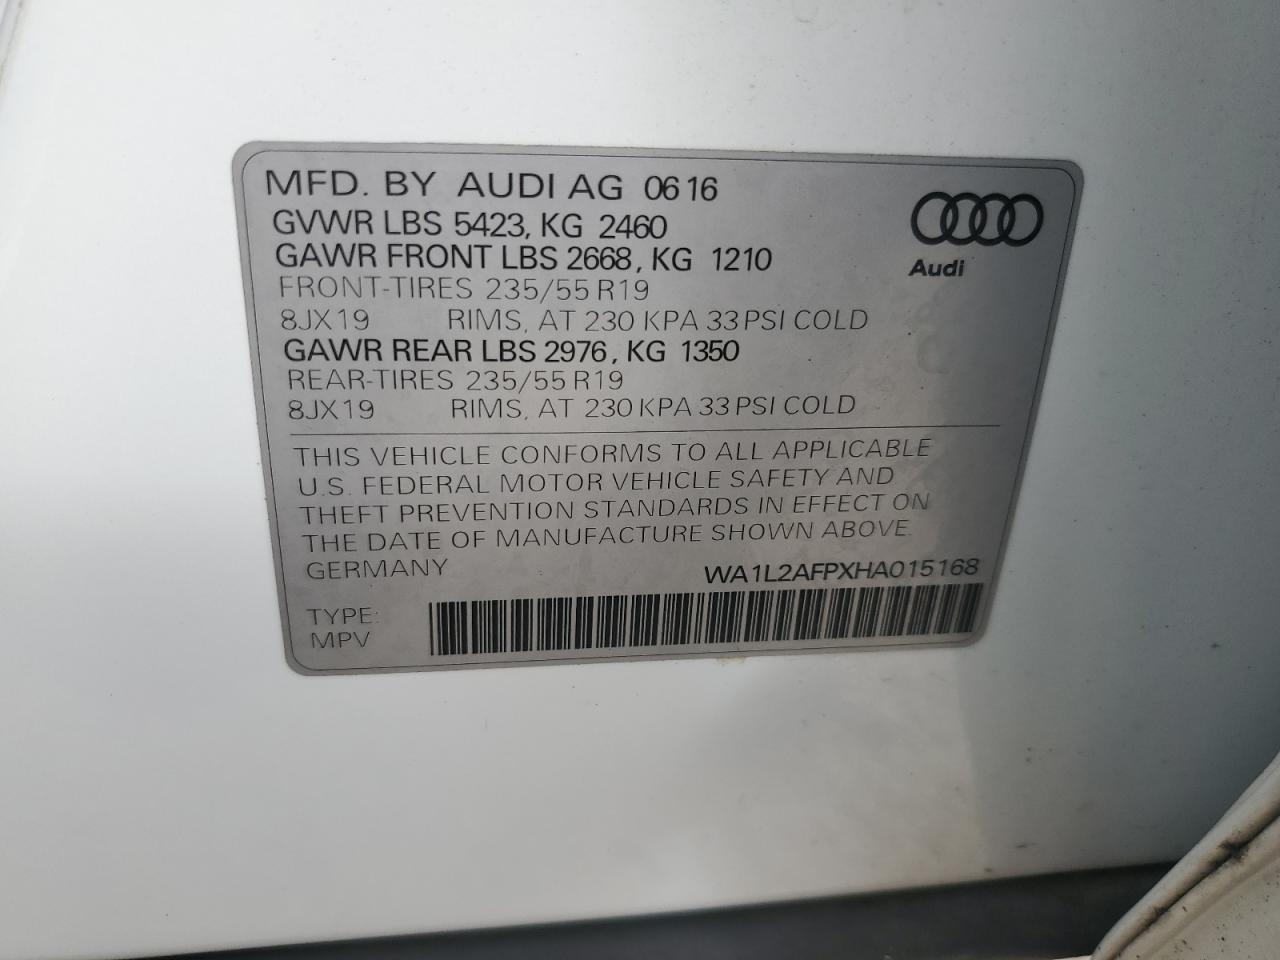 MFD. BY AUDI AG 06 16
GVWR LBS 5423, KG 2460
GAWR FRONT LBS 2668, KG 1210
FRONT-TIRES 235/55 R19
8JX19 RIMS, AT 230 KPA 33 PSI COLD
GAWR REAR LBS 2976, KG 1350
REAR-TIRES 235/55 R19
8JX19 RIMS, AT 230 KPA 33 PSI COLD
Audi
THIS VEHICLE CONFORMS TO ALL APPLICABLE
U.S. FEDERAL MOTOR VEHICLE SAFETY AND
THEFT PREVENTION STANDARDS IN EFFECT ON
THE DATE OF MANUFACTURE SHOWN ABOVE.
GERMANY WA1L2AFPXHA015168
TYPE:
MPV